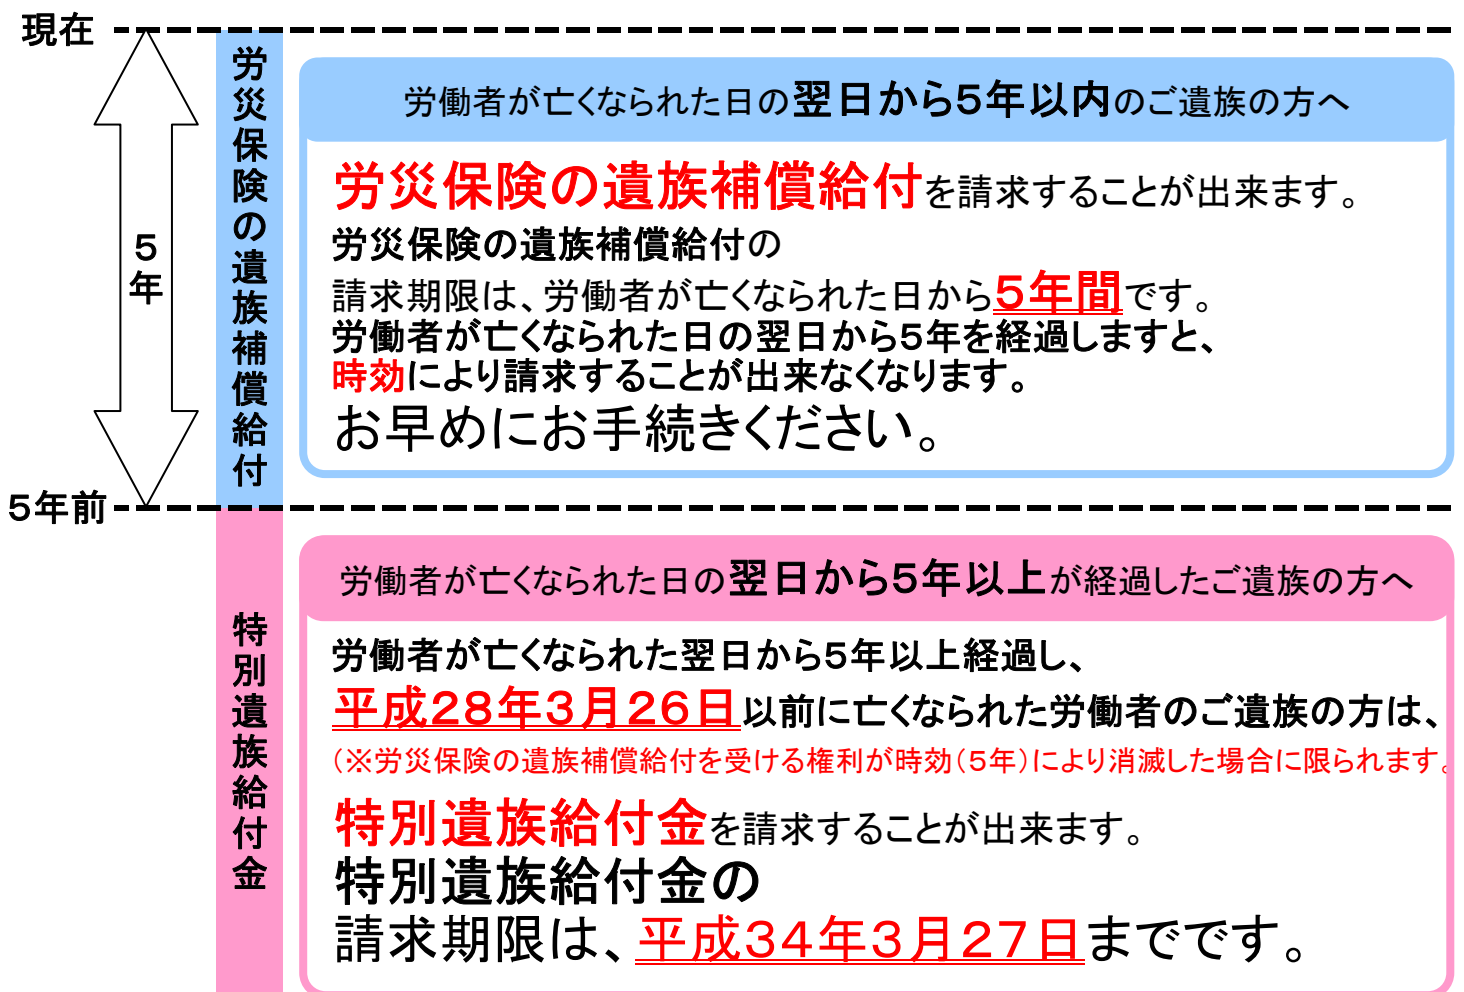 現在
5年
労災保険の遺族補償給付
労働者が亡くなられた日の翌日から5年以内のご遺族の方へ
労災保険の遺族補償給付を請求することが出来ます。
労災保険の遺族補償給付の
請求期限は、労働者が亡くなられた日から5年間です。
労働者が亡くなられた日の翌日から5年を経過しますと、
時効により請求することが出来なくなります。
お早めにお手続きください。
5年前
特別遺族給付金
労働者が亡くなられた日の翌日から5年以上が経過したご遺族の方へ
労働者が亡くなられた翌日から5年以上経過し、
平成28年3月26日以前に亡くなられた労働者のご遺族の方は、
(※労災保険の遺族補償給付を受ける権利が時効(5年)により消滅した場合に限られます。
特別遺族給付金を請求することが出来ます。
特別遺族給付金の
請求期限は、平成34年3月27日までです。